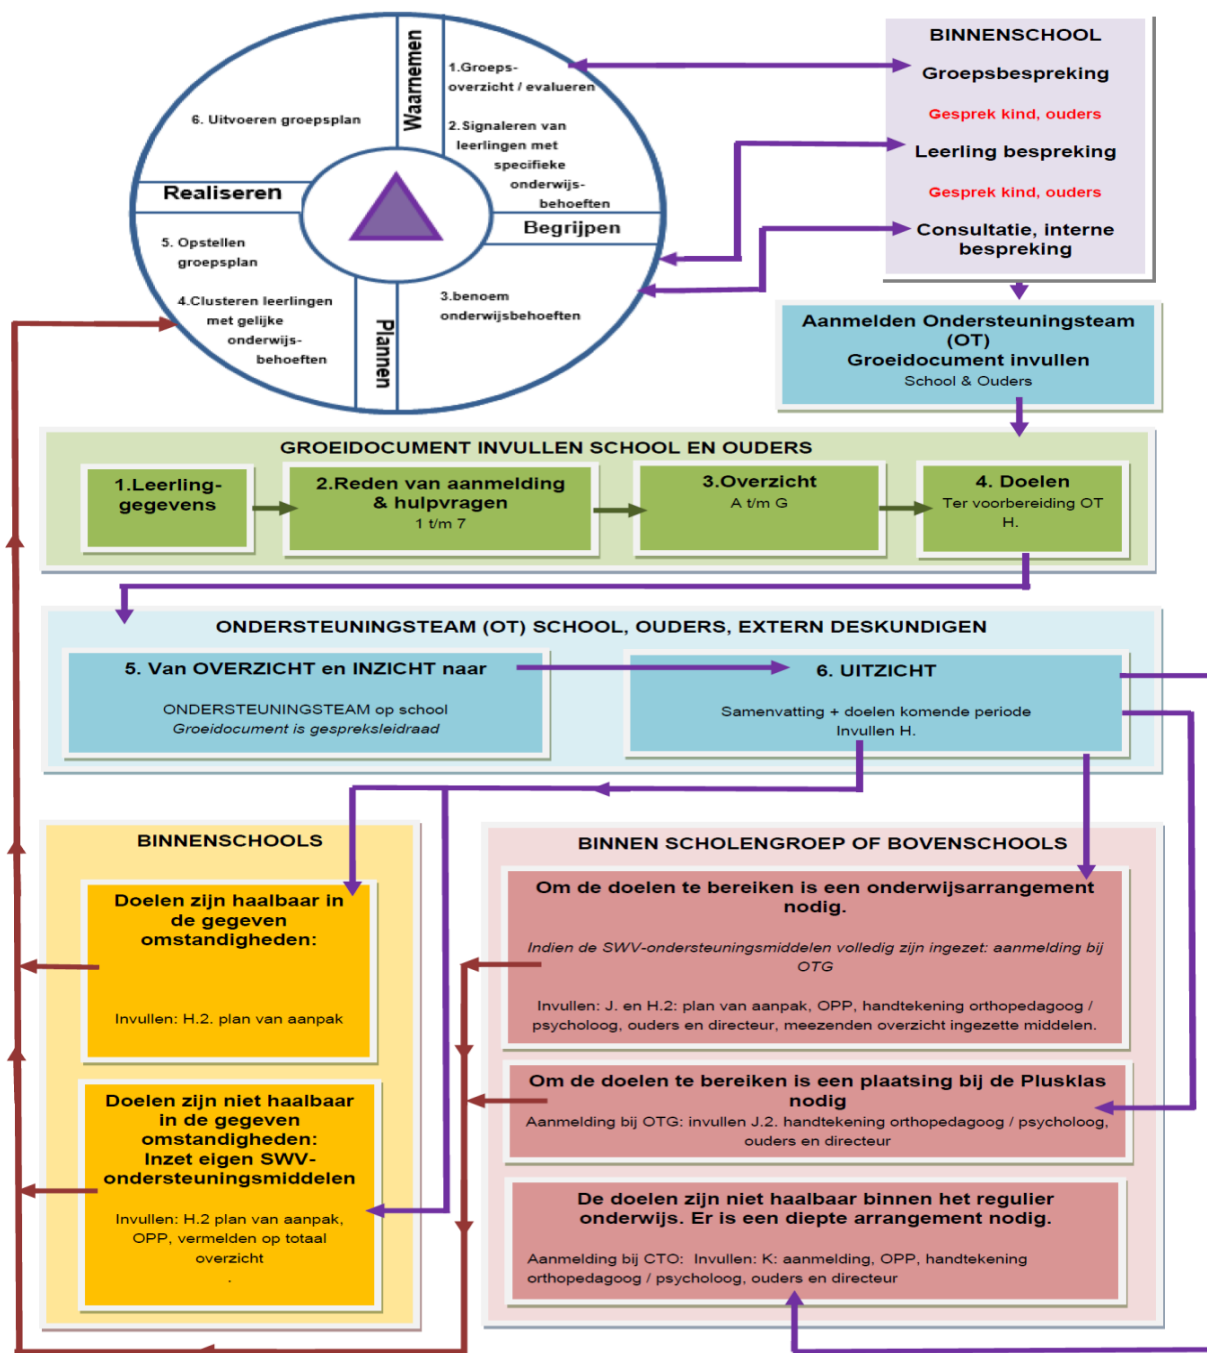 Waarnemen
1.Groeps-
overzicht / evalueren
2.Signaleren van
leerlingen met
specifieke
onderwijs-
behoeften
Begrijpen
3.benoem
onderwijsbehoeften
Plannen
4.Clusteren leerlingen
met gelijke
onderwijs-
behoeften
5. Opstellen
groepsplan
Realiseren
6. Uitvoeren groepsplan
BINNENSCHOOL
Groepsbespreking
Gesprek kind, ouders
Leerling bespreking
Gesprek kind, ouders
Consultatie, interne
bespreking
Aanmelden Ondersteuningsteam
(OT)
Groeidocument invullen
School & Ouders
GROEIDOCUMENT INVULLEN SCHOOL EN OUDERS
1.Leerling-
gegevens
2.Reden van aanmelding
& hulpvragen
1 t/m 7
3.Overzicht
A t/m G
4. Doelen
Ter voorbereiding OT
H.
ONDERSTEUNINGSTEAM (OT) SCHOOL, OUDERS, EXTERN DESKUNDIGEN
5. Van OVERZICHT en INZICHT naar
ONDERSTEUNINGSTEAM op school
Groeidocument is gespreksleidraad
6. UITZICHT
Samenvatting + doelen komende periode
Invullen H.
BINNENSCHOOLS
Doelen zijn haalbaar in
de gegeven
omstandigheden:
Invullen: H.2. plan van aanpak
Doelen zijn niet haalbaar
in de gegeven
omstandigheden:
Inzet eigen SWV-
ondersteuningsmiddelen
Invullen: H.2 plan van aanpak,
OPP, vermelden op totaal
overzicht
.
BINNEN SCHOLENGROEP OF BOVENSCHOOLS
Om de doelen te bereiken is een onderwijsarrangement
nodig.
Indien de SWV-ondersteuningsmiddelen volledig zijn ingezet: aanmelding bij
OTG
Invullen: J. en H.2: plan van aanpak, OPP, handtekening orthopedagoog /
psycholoog, ouders en directeur, meezenden overzicht ingezette middelen.
Om de doelen te bereiken is een plaatsing bij de Plusklas
nodig
Aanmelding bij OTG: invullen J.2. handtekening orthopedagoog / psycholoog,
ouders en directeur
De doelen zijn niet haalbaar binnen het regulier
onderwijs. Er is een diepte arrangement nodig.
Aanmelding bij CTO:  Invullen: K: aanmelding, OPP, handtekening
orthopedagoog / psycholoog, ouders en directeur